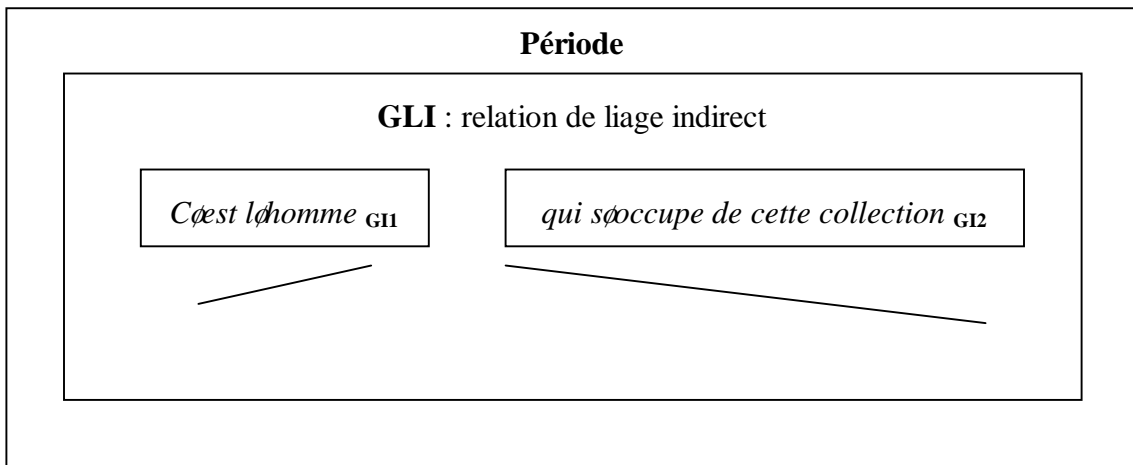 Période
GLI : relation de liage indirect
Cøest løhomme GI1
qui søoccupe de cette collection GI2